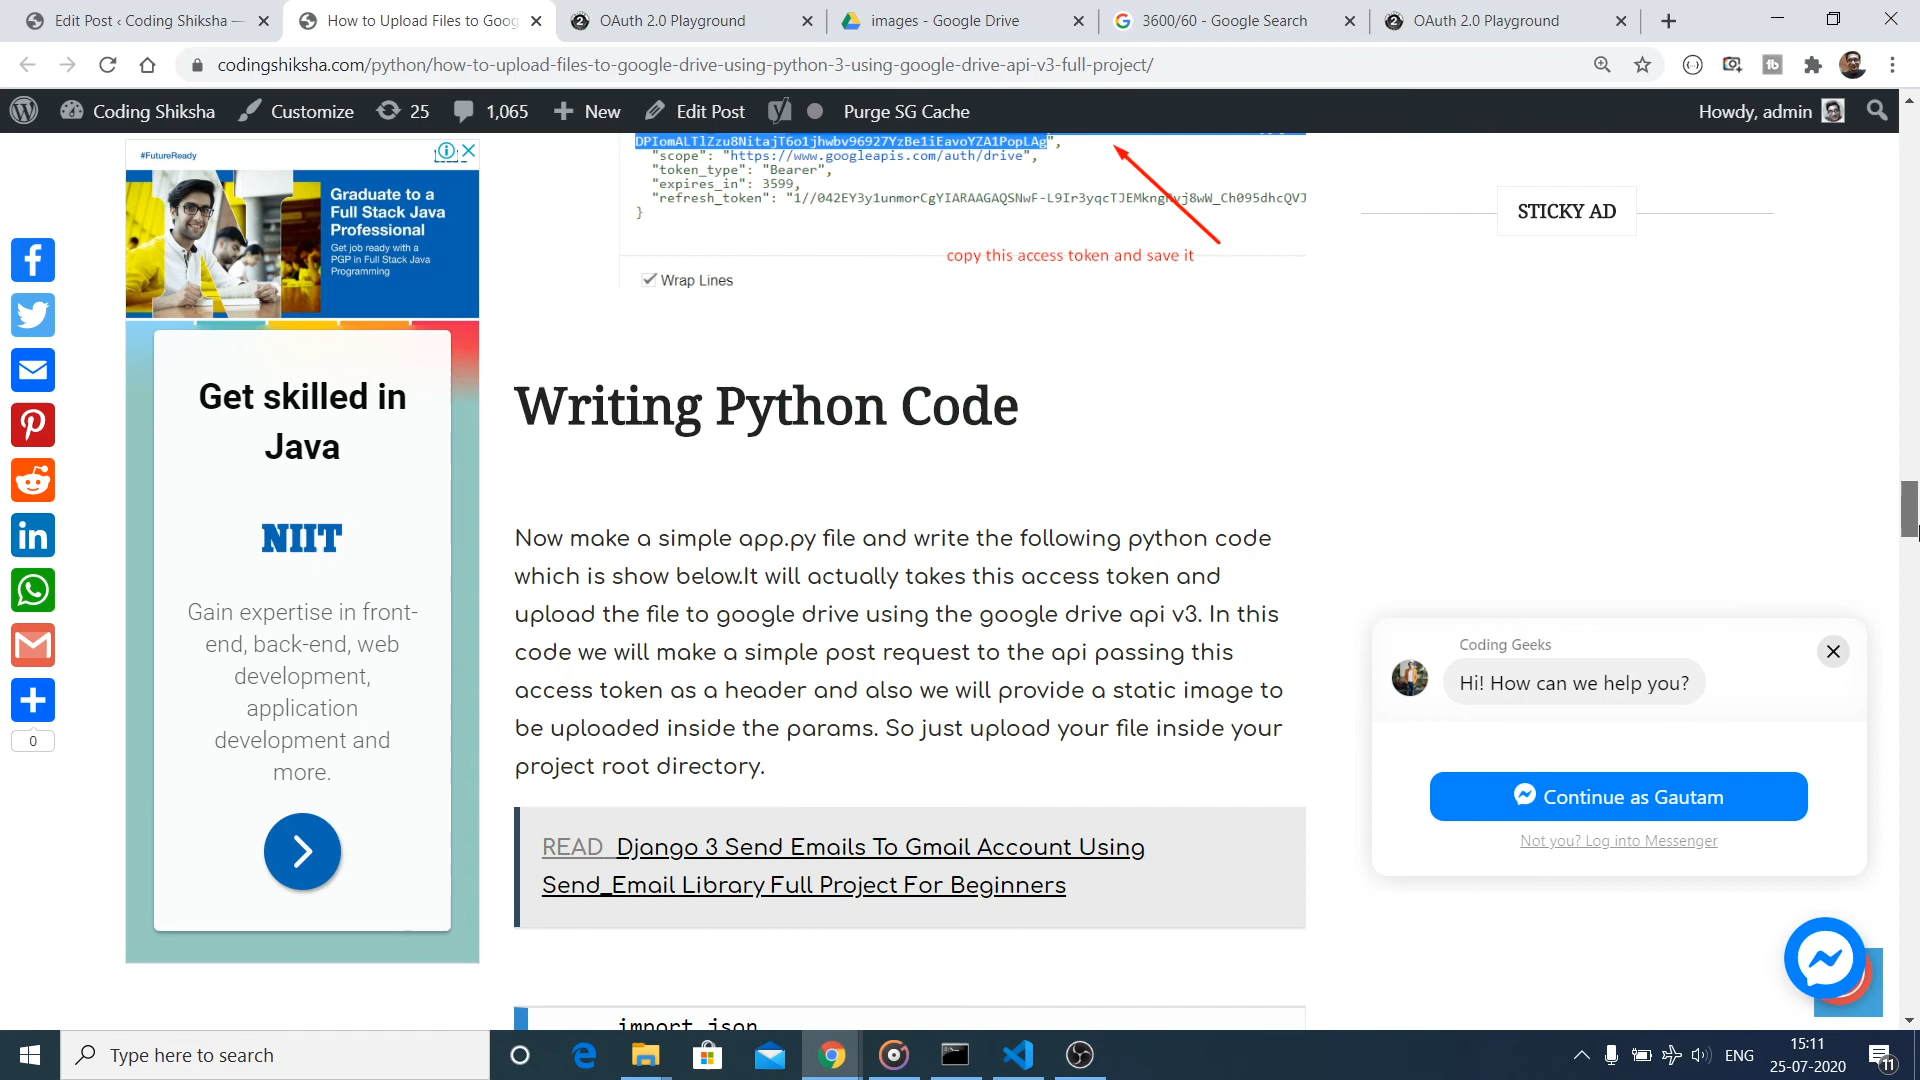 Edit Post ‹ Coding Shiksha —
How to Upload Files to Goog
OAuth 2.0 Playground
images - Google Drive
3600/60 - Google Search
OAuth 2.0 Playground
codingshiksha.com/python/how-to-upload-files-to-google-drive-using-python-3-using-google-drive-api-v3-full-project/
Coding Shiksha
Customize
25
1,065
New
Edit Post
Purge SG Cache
Howdy, admin
#FutureReady
Graduate to a
Full Stack Java
Professional
Get job ready with a
PGP in Full Stack Java
Programming
Get skilled in
Java
NIIT
Gain expertise in front-
end, back-end, web
development,
application
development and
more.
0
"scope": "https://www.googleapis.com/auth/drive",
"token_type": "Bearer",
"expires_in": 3599,
}
copy this access token and save it
Wrap Lines
Writing Python Code
Now make a simple app.py file and write the following python code
which is show below.It will actually takes this access token and
upload the file to google drive using the google drive api v3. In this
code we will make a simple post request to the api passing this
access token as a header and also we will provide a static image to
be uploaded inside the params. So just upload your file inside your
project root directory.
READ Django 3 Send Emails To Gmail Account Using
Send_Email Library Full Project For Beginners
import json
STICKY AD
Coding Geeks
Hi! How can we help you?
Continue as Gautam
Not you? Log into Messenger
Type here to search
ENG
15:11
25-07-2020
11